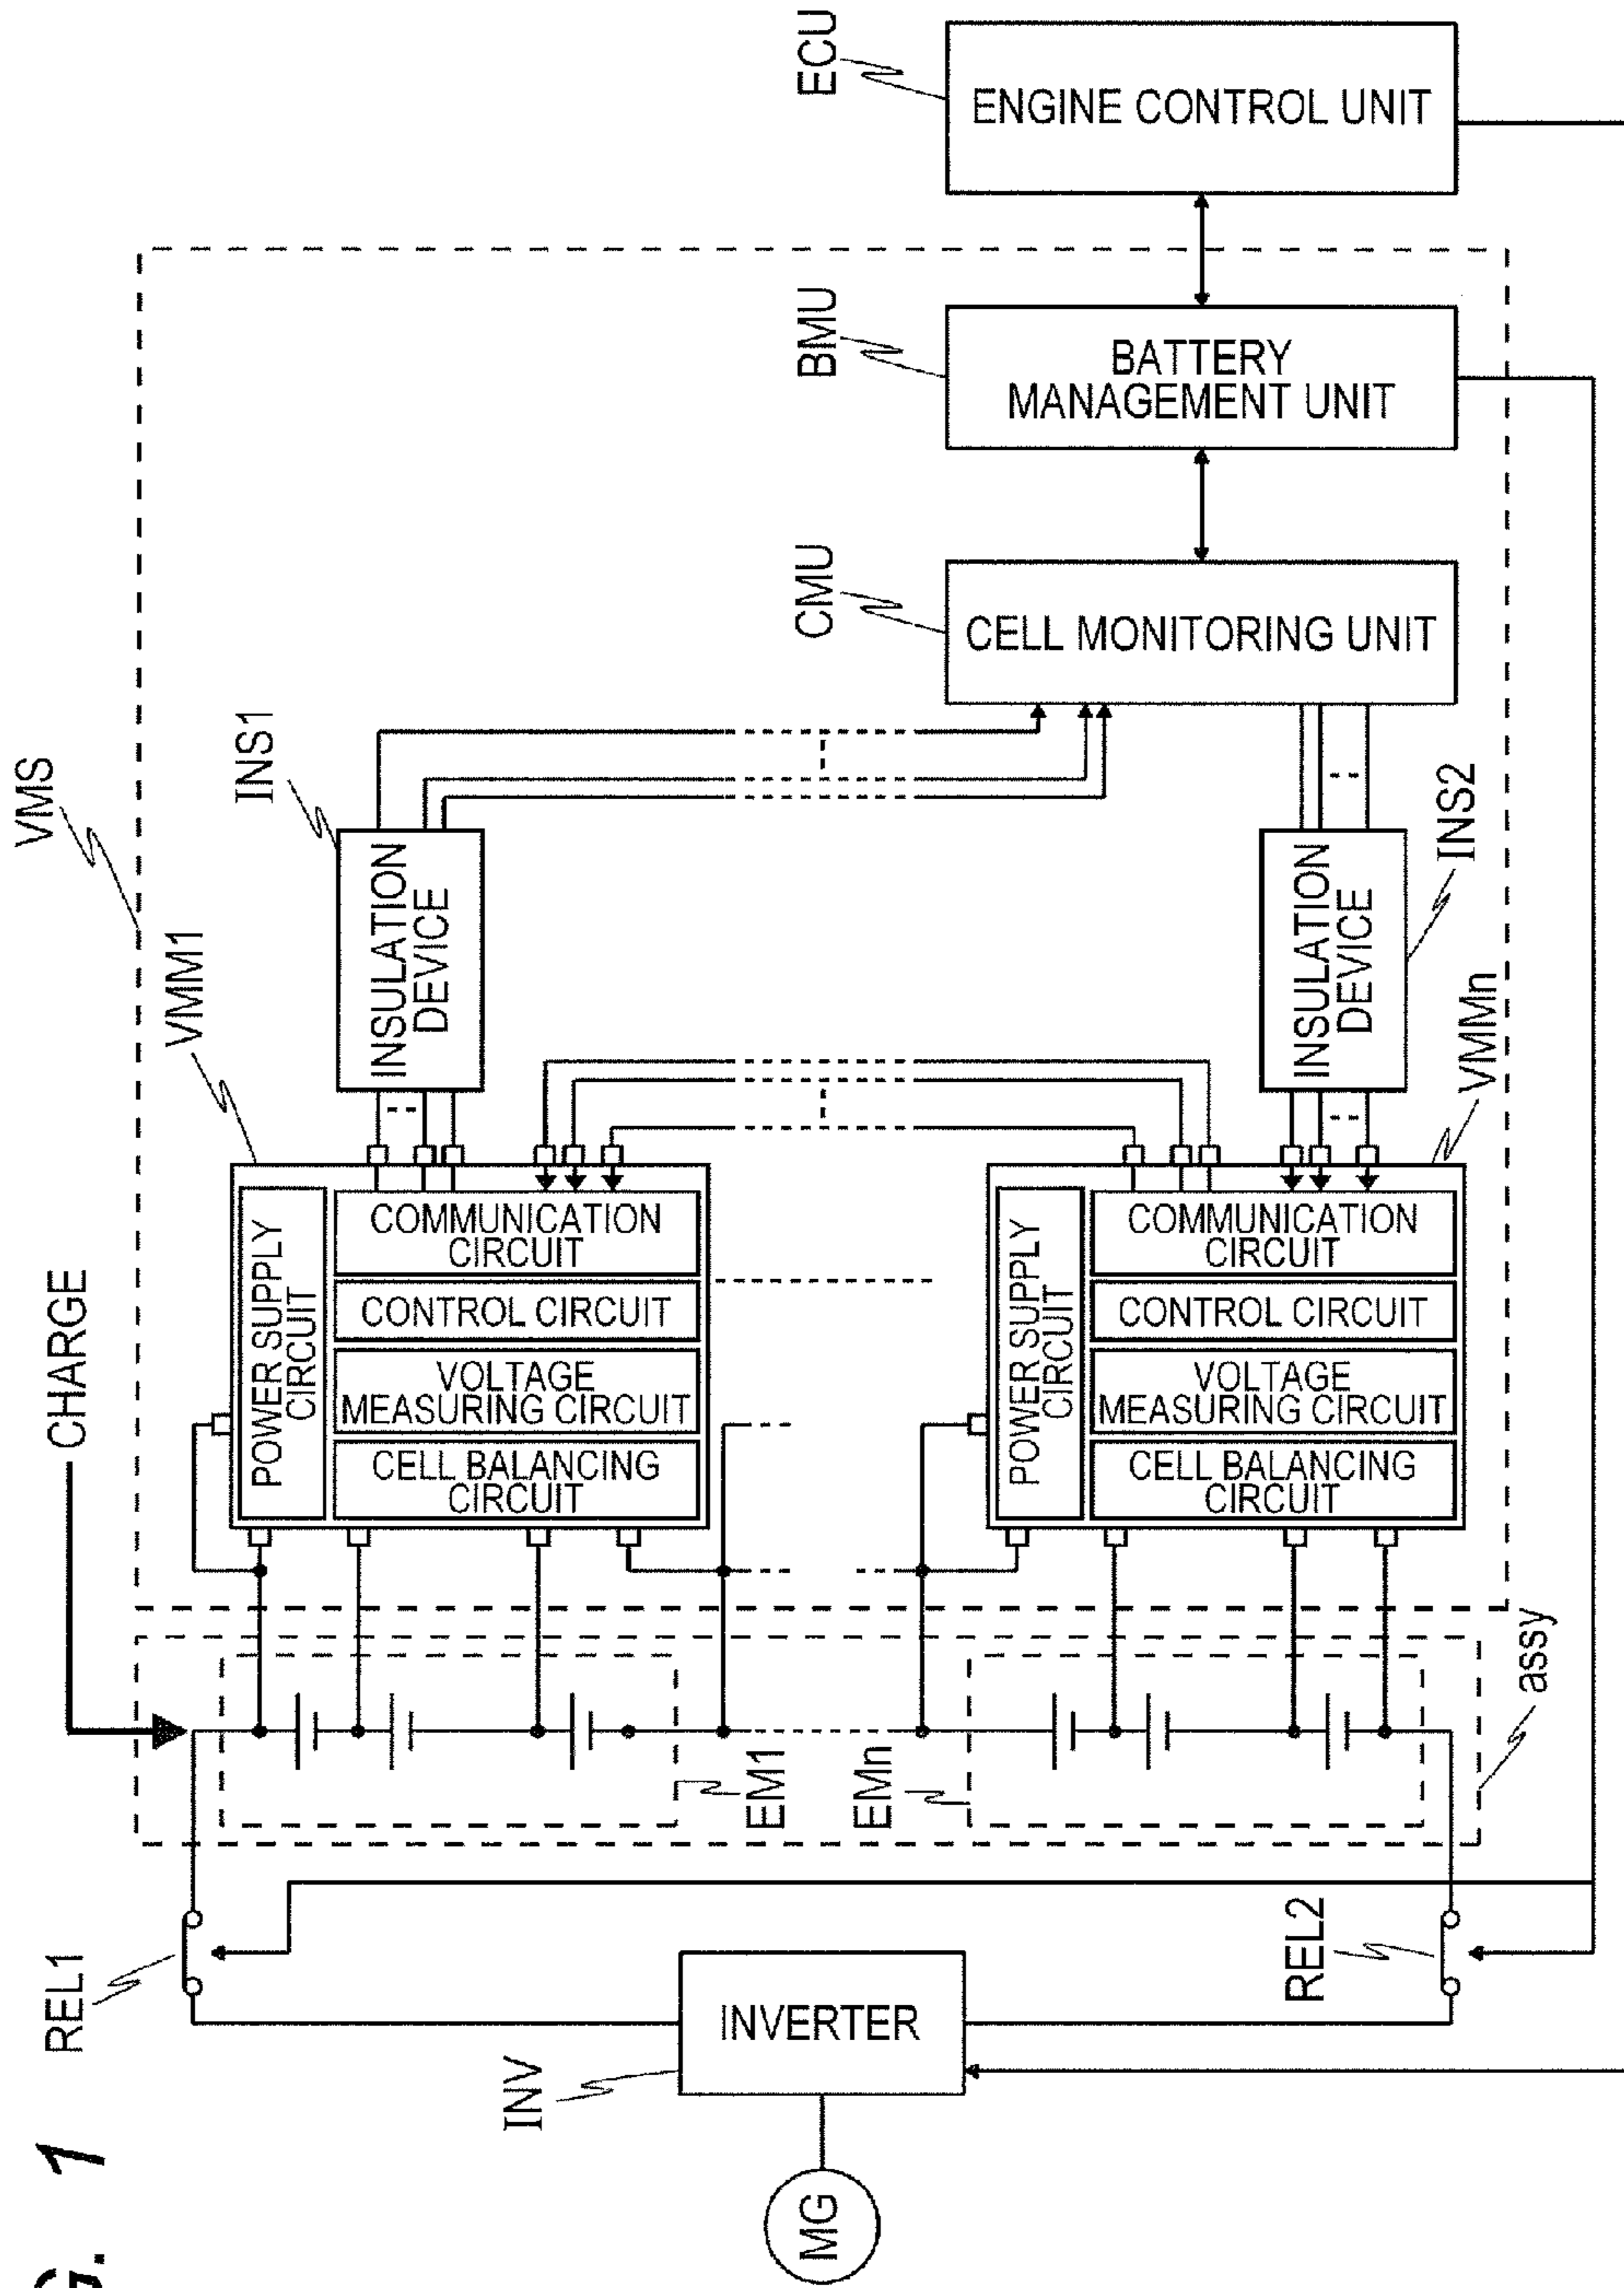 G. 1
VMS
REL1
CHARGE
VMM1
INS1
POWER SUPPLY
CIRCUIT
CELL BALANCING
CIRCUIT
VOLTAGE
MEASURING CIRCUIT
CONTROL CIRCUIT
COMMUNICATION
CIRCUIT
INSULATION
DEVICE
INV
MG
INVERTER
EM1
EMn
CMU
BMU
ECU
CELL MONITORING UNIT
BATTERY
MANAGEMENT UNIT
ENGINE CONTROL UNIT
POWER SUPPLY
CIRCUIT
CELL BALANCING
CIRCUIT
VOLTAGE
MEASURING CIRCUIT
CONTROL CIRCUIT
COMMUNICATION
CIRCUIT
INSULATION
DEVICE
REL2
assy
VMMn
INS2